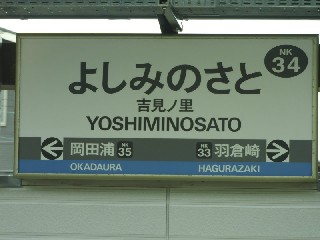 NK
34
よしみのさと
吉見ノ里
YOSHIMINOSATO
岡田浦 NK 35 NK 33 羽倉崎
OKADAURA HAGURAZAKI